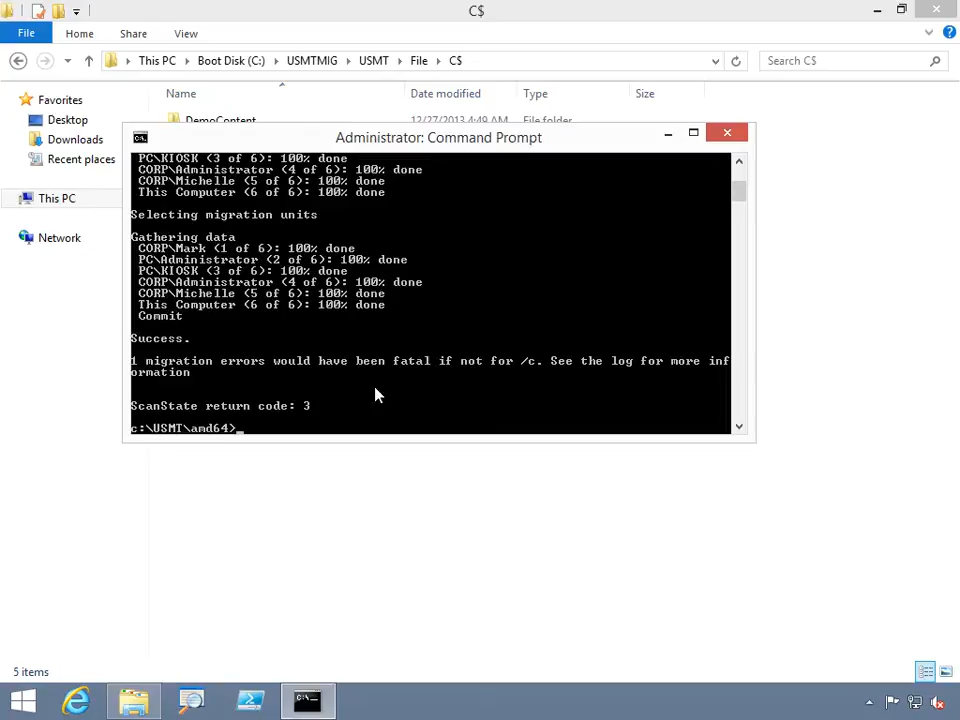 C$
File
Home
Share
View
This PC
Boot Disk (C:)
USMTMIG
USMT
File
C$
Search C$
Name
Date modified
Type
Size
Favorites
Desktop
Downloads
Recent places
This PC
Network
DemoContent
12/27/2013 4:49 AM
File folder
Administrator: Command Prompt
PC\KIOSK (3 of 6): 100% done
CORP\Administrator (4 of 6): 100% done
CORP\Michelle (5 of 6): 100% done
This Computer (6 of 6): 100% done
Selecting migration units
Gathering data
CORP\Mark (1 of 6): 100% done
PC\Administrator (2 of 6): 100% done
PC\KIOSK (3 of 6): 100% done
CORP\Administrator (4 of 6): 100% done
CORP\Michelle (5 of 6): 100% done
This Computer (6 of 6): 100% done
Commit
Success.
1 migration errors would have been fatal if not for /c. See the log for more inf
ormation
ScanState return code: 3
c:\USMT\amd64>_
5 items